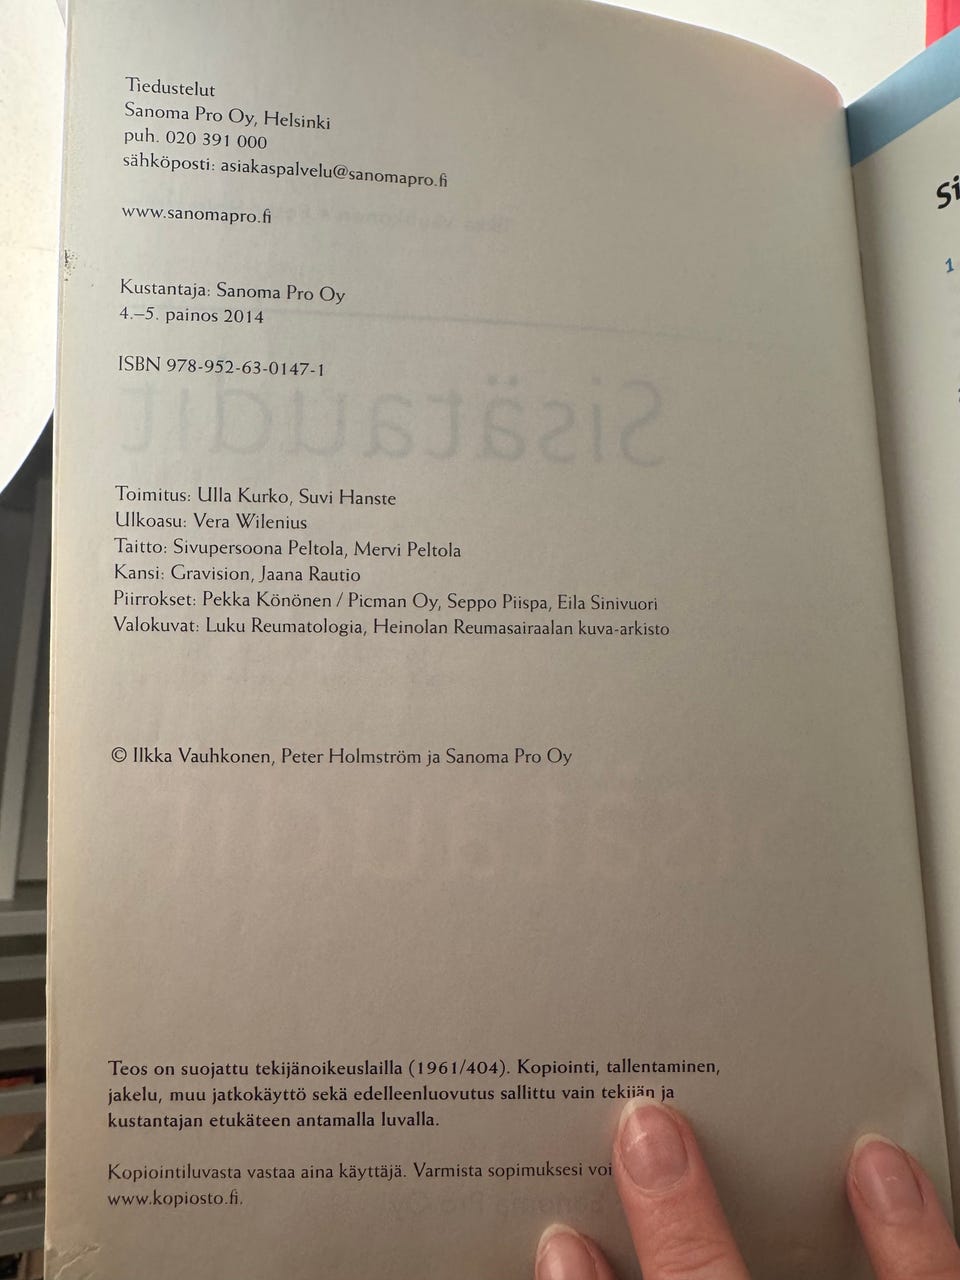 Tiedustelut
Sanoma Pro Oy, Helsinki
puh. 020 391 000
sähköposti: asiakaspalvelu@sanomapro.fi
www.sanomapro.fi
Kustantaja: Sanoma Pro Oy
4.–5. painos 2014
ISBN 978-952-63-0147-1
Sisätaudit
Toimitus: Ulla Kurko, Suvi Hanste
Ulkoasu: Vera Wilenius
Taitto: Sivupersoona Peltola, Mervi Peltola
Kansi: Gravision, Jaana Rautio
Piirrokset: Pekka Könönen / Picman Oy, Seppo Piispa, Eila Sinivuori
Valokuvat: Luku Reumatologia, Heinolan Reumasairaalan kuva-arkisto
© Ilkka Vauhkonen, Peter Holmström ja Sanoma Pro Oy
Teos on suojattu tekijänoikeuslailla (1961/404). Kopiointi, tallentaminen,
jakelu, muu jatkokäyttö sekä edelleenluovutus sallittu vain tekijän ja
kustantajan etukäteen antamalla luvalla.
Kopiointiluvasta vastaa aina käyttäjä. Varmista sopimuksesi voi
www.kopiosto.fi.
Si
1